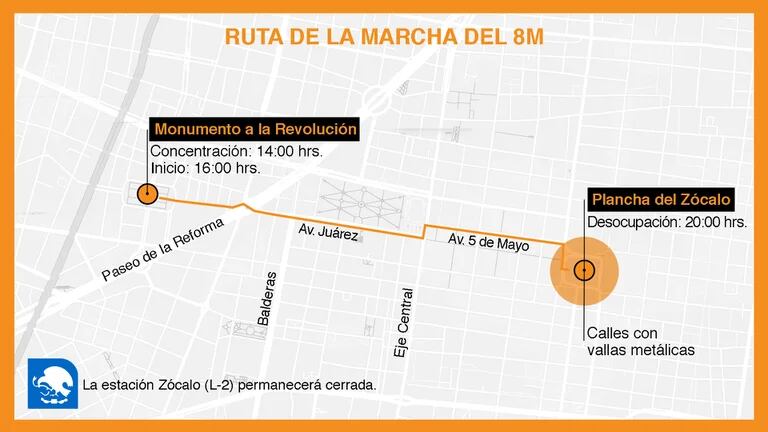 RUTA DE LA MARCHA DEL 8M
Monumento a la Revolución
Concentración: 14:00 hrs.
Inicio: 16:00 hrs.
Plancha del Zócalo
Desocupación: 20:00 hrs.
Paseo de la Reforma
Av. Juárez
Av. 5 de Mayo
Balderas
Eje Central
Calles con
vallas metálicas
La estación Zócalo (L-2) permanecerá cerrada.